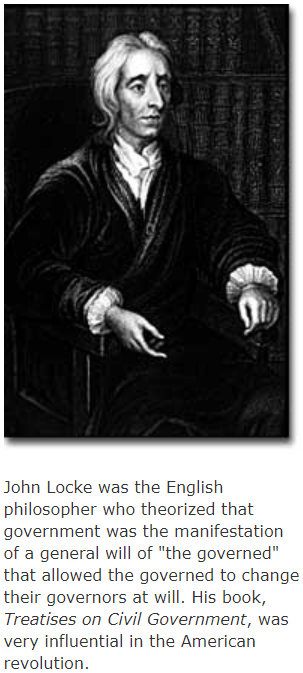 John Locke was the English
philosopher who theorized that
government was the manifestation
of a general will of "the governed"
that allowed the governed to change
their governors at will. His book,
Treatises on Civil Government, was
very influential in the American
revolution.